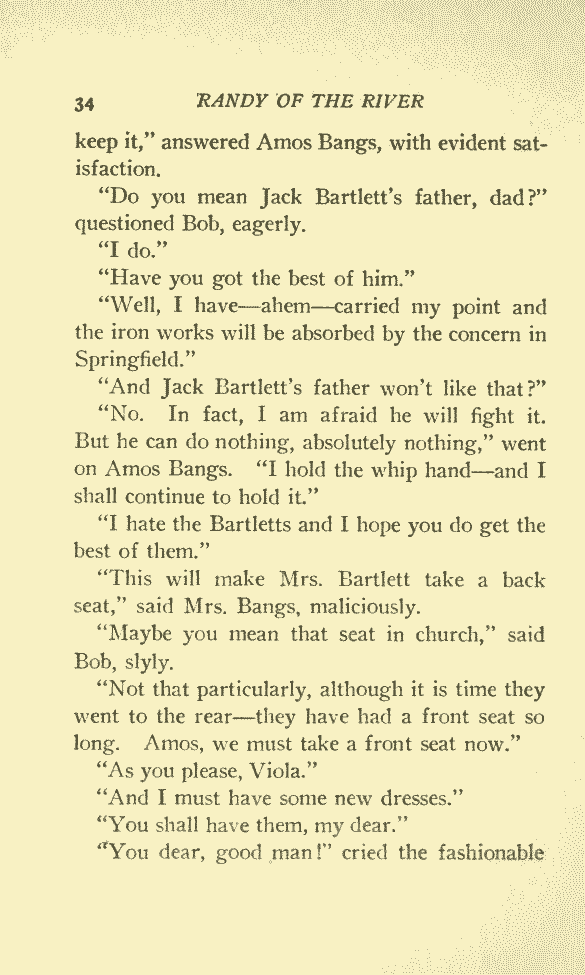 34 RANDY OF THE RIVER
keep it,” answered Amos Bangs, with evident sat-
isfaction.
“Do you mean Jack Bartlett’s father, dad?”
questioned Bob, eagerly.
“I do.”
“Have you got the best of him.”
“Well, I have—ahem—carried my point and
the iron works will be absorbed by the concern in
Springfield.”
“And Jack Bartlett’s father won’t like that?”
“No. In fact, I am afraid he will fight it.
But he can do nothing, absolutely nothing,” went
on Amos Bangs. “I hold the whip hand—and I
shall continue to hold it.”
“I hate the Bartletts and I hope you do get the
best of them.”
“This will make Mrs. Bartlett take a back
seat,” said Mrs. Bangs, maliciously.
“Maybe you mean that seat in church,” said
Bob, slyly.
“Not that particularly, although it is time they
went to the rear—they have had a front seat so
long. Amos, we must take a front seat now.”
“As you please, Viola.”
“And I must have some new dresses.”
“You shall have them, my dear.”
“You dear, good man!” cried the fashionable